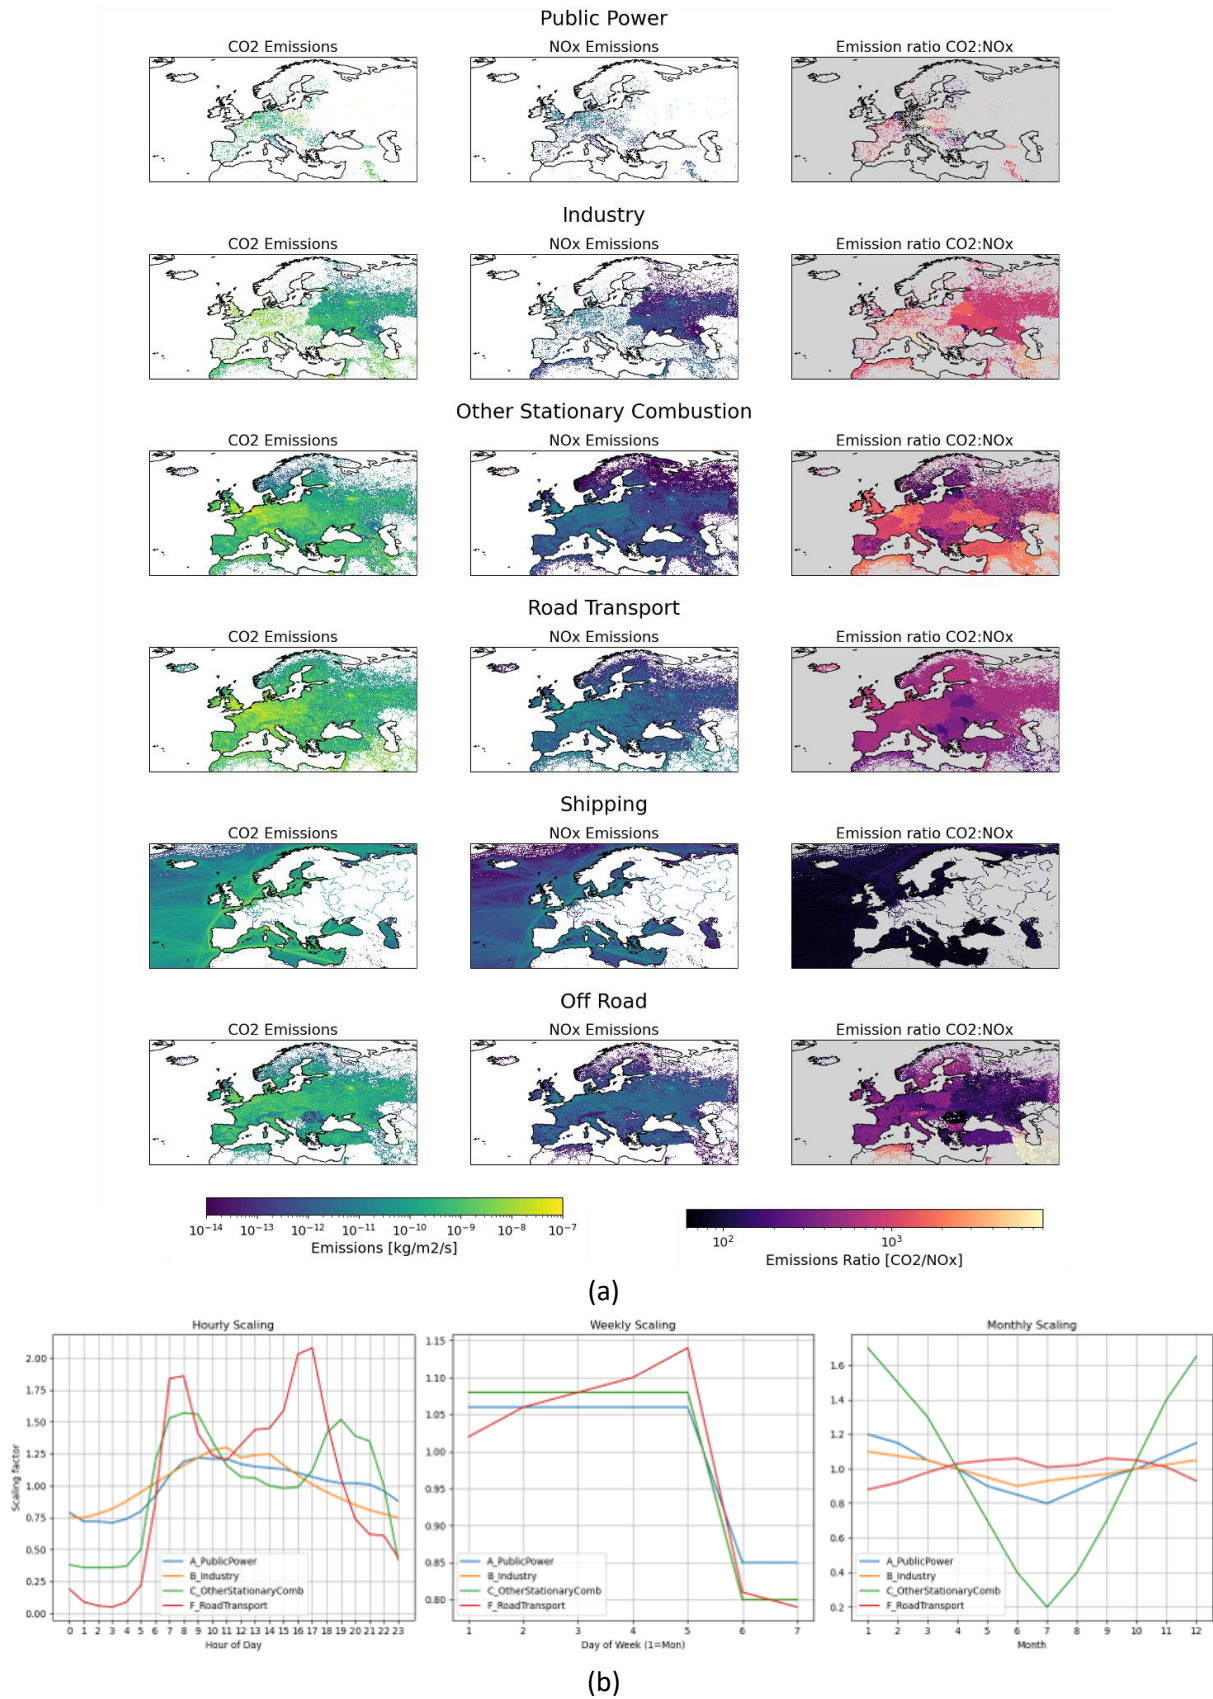 Public Power
CO2 Emissions NOx Emissions Emission ratio CO2:NOx
Industry
CO2 Emissions NOx Emissions Emission ratio CO2:NOx
Other Stationary Combustion
CO2 Emissions NOx Emissions Emission ratio CO2:NOx
Road Transport
CO2 Emissions NOx Emissions Emission ratio CO2:NOx
Shipping
CO2 Emissions NOx Emissions Emission ratio CO2:NOx
Off Road
CO2 Emissions NOx Emissions Emission ratio CO2:NOx
10⁻¹⁴ 10⁻¹³ 10⁻¹² 10⁻¹¹ 10⁻¹⁰ 10⁻⁹ 10⁻⁸ 10⁻⁷
Emissions [kg/m2/s]
10² 10³
Emissions Ratio [CO2/NOx]
(a)
Hourly Scaling
Scaling factor
2.00
1.75
1.50
1.25
1.00
0.75
0.50
0.25
0.00
A_PublicPower
B_Industry
C_OtherStationaryComb
F_RoadTransport
0 1 2 3 4 5 6 7 8 9 10 11 12 13 14 15 16 17 18 19 20 21 22 23
Hour of Day
Weekly Scaling
1.15
1.10
1.05
1.00
0.95
0.90
0.85
0.80
A_PublicPower
B_Industry
C_OtherStationaryComb
F_RoadTransport
1 2 3 4 5 6 7
Day of Week (1=Mon)
Monthly Scaling
1.6
1.4
1.2
1.0
0.8
0.6
0.4
0.2
A_PublicPower
B_Industry
C_OtherStationaryComb
F_RoadTransport
1 2 3 4 5 6 7 8 9 10 11 12
Month
(b)